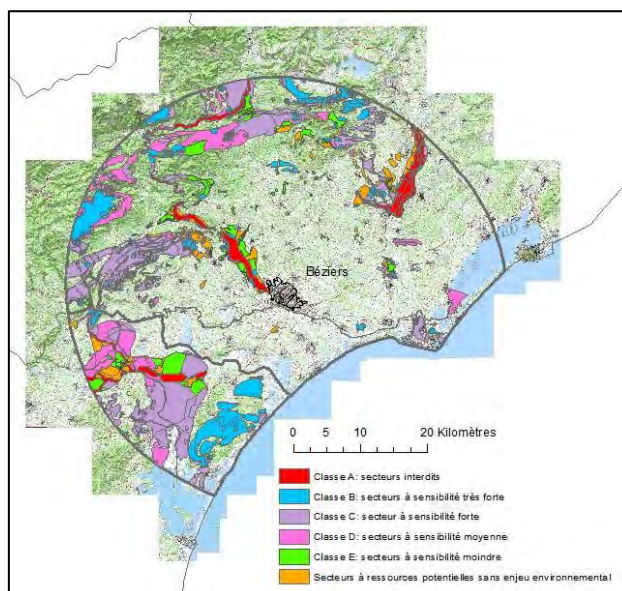 Béziers
0 5 10 20 Kilomètres
Classe A: secteurs interdits
Classe B: secteurs à sensibilité très forte
Classe C: secteur à sensibilité forte
Classe D: secteurs à sensibilité moyenne
Classe E: secteurs à sensibilité moindre
Secteurs à ressources potentielles sans enjeu environnemental